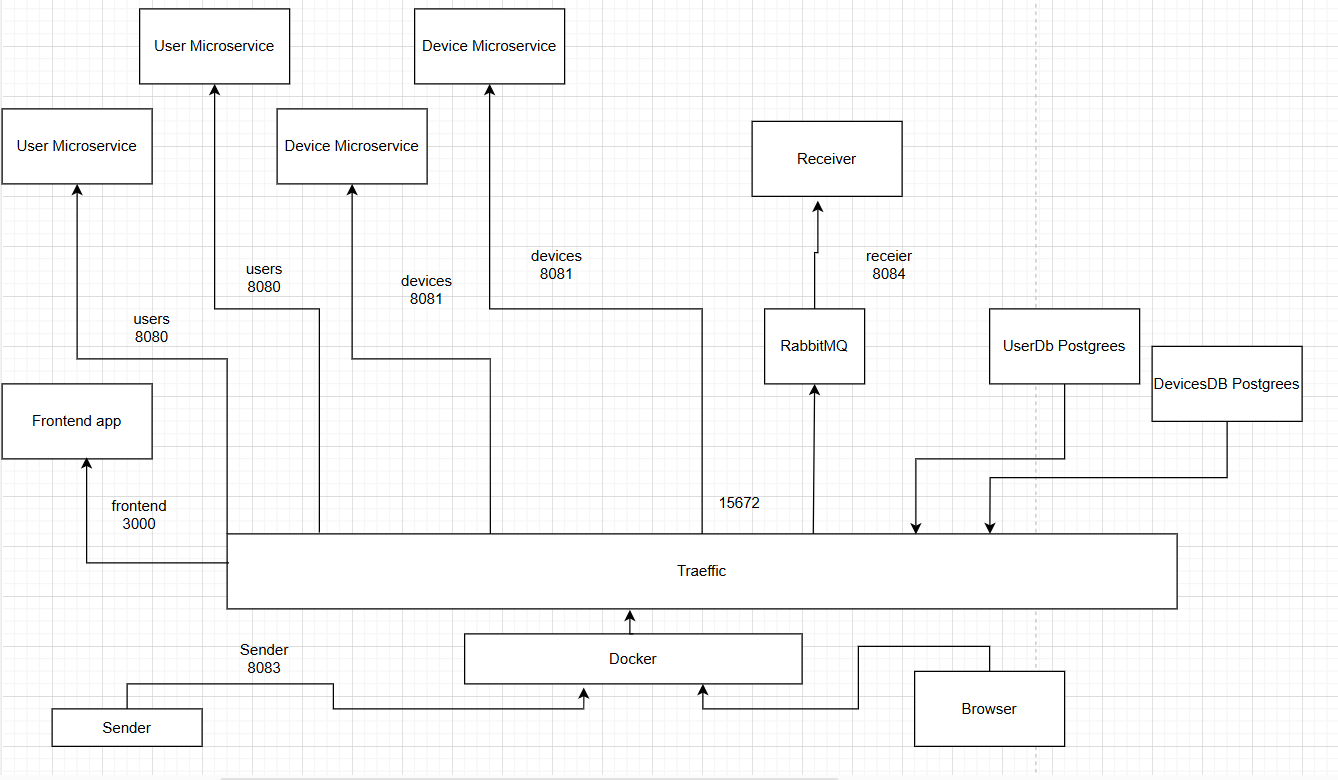 User Microservice
Device Microservice
User Microservice
Device Microservice
Receiver
users
8080
devices
8081
devices
8081
receier
8084
users
8080
RabbitMQ
UserDb Postgrees
DevicesDB Postgrees
Frontend app
frontend
3000
15672
Traeffic
Sender
8083
Docker
Sender
Browser